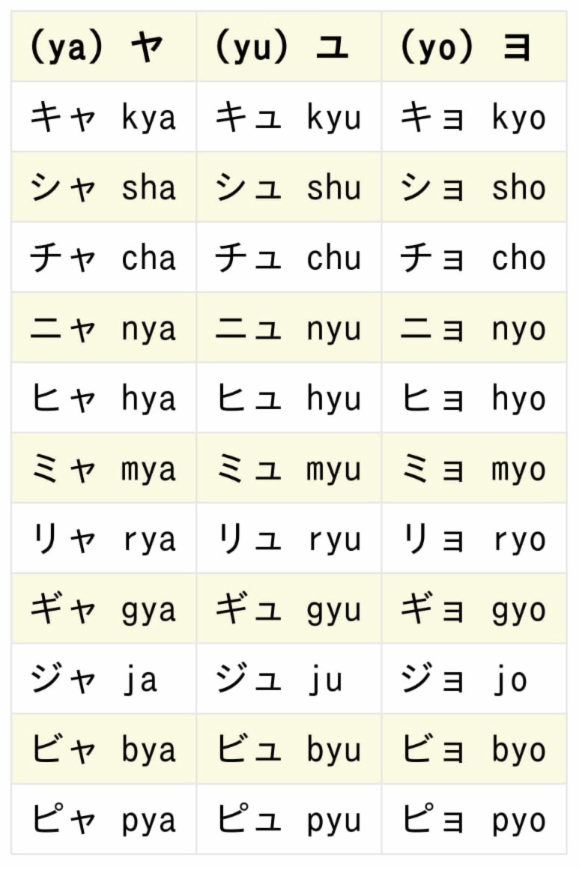 (ya) ヤ (yu) ユ (yo) ヨ
キャ kya キュ kyu キョ kyo
シャ sha シュ shu ショ sho
チャ cha チュ chu チョ cho
ニャ nya ニュ nyu ニョ nyo
ヒャ hya ヒュ hyu ヒョ hyo
ミャ mya ミュ myu ミョ myo
リャ rya リュ ryu リョ ryo
ギャ gya ギュ gyu ギョ gyo
ジャ ja ジュ ju ジョ jo
ビャ bya ビュ byu ビョ byo
ピャ pya ピュ pyu ピョ pyo